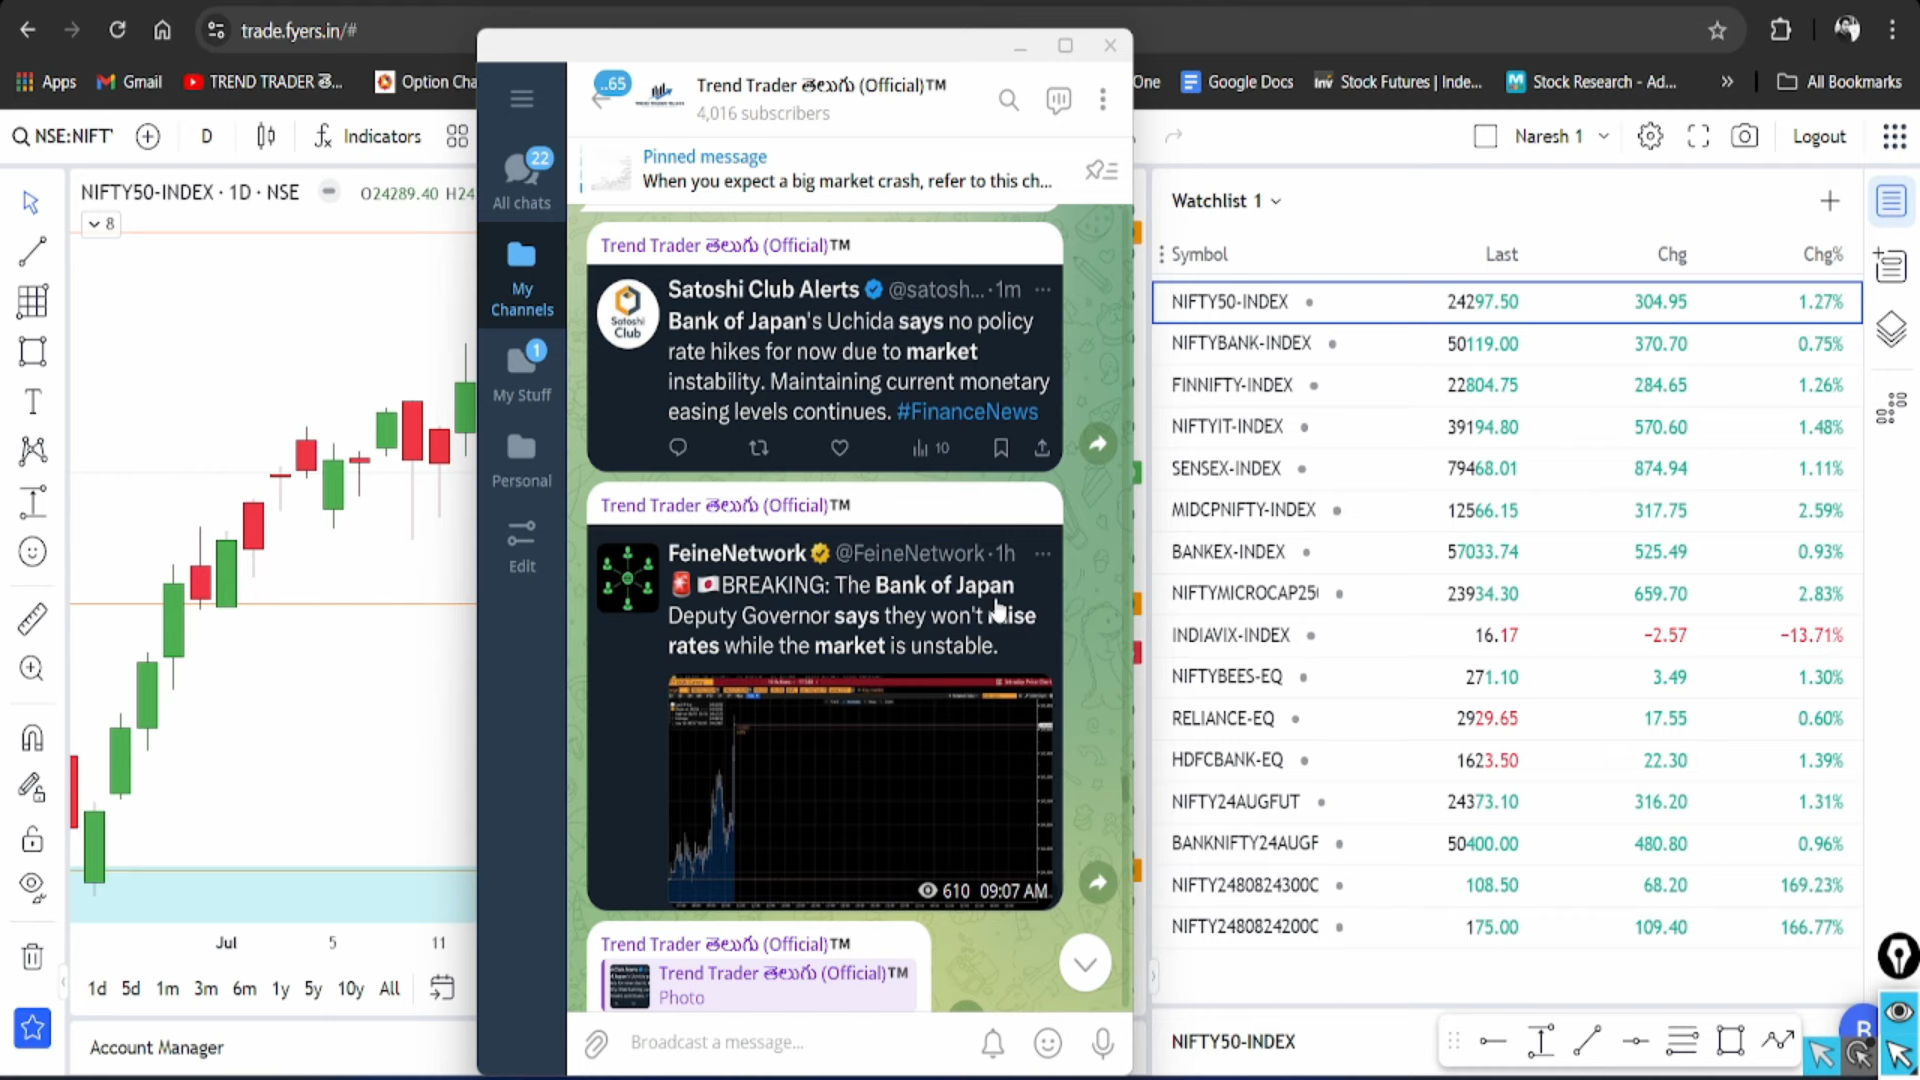 trade.fyers.in/#
Apps
Gmail
TREND TRADER తె...
Option Cha
One
Google Docs
Stock Futures | Inde...
Stock Research - Ad...
»
All Bookmarks
NSE:NIFT'
D
Indicators
Naresh 1
Logout
NIFTY50-INDEX · 1D · NSE
O24289.40 H24
8
Jul
5
11
1d 5d 1m 3m 6m 1y 5y 10y All
Account Manager
22
All chats
My
Channels
1
My Stuff
Personal
Edit
..65
Trend Trader తెలుగు (Official)™
4,016 subscribers
Pinned message
When you expect a big market crash, refer to this ch...
Trend Trader తెలుగు (Official)™
Satoshi
Club
Satoshi Club Alerts @satosh... · 1m ...
Bank of Japan's Uchida says no policy
rate hikes for now due to market
instability. Maintaining current monetary
easing levels continues. #FinanceNews
10
Trend Trader తెలుగు (Official)™
FeineNetwork @FeineNetwork · 1h ...
BREAKING: The Bank of Japan
Deputy Governor says they won't raise
rates while the market is unstable.
610 09:07 AM
Trend Trader తెలుగు (Official)™
Trend Trader తెలుగు (Official)™
Photo
Broadcast a message...
Watchlist 1
Symbol Last Chg Chg%
NIFTY50-INDEX 24297.50 304.95 1.27%
NIFTYBANK-INDEX 50119.00 370.70 0.75%
FINNIFTY-INDEX 22804.75 284.65 1.26%
NIFTYIT-INDEX 39194.80 570.60 1.48%
SENSEX-INDEX 79468.01 874.94 1.11%
MIDCPNIFTY-INDEX 12566.15 317.75 2.59%
BANKEX-INDEX 57033.74 525.49 0.93%
NIFTYMICROCAP25( 23934.30 659.70 2.83%
INDIAVIX-INDEX 16.17 −2.57 −13.71%
NIFTYBEES-EQ 271.10 3.49 1.30%
RELIANCE-EQ 2929.65 17.55 0.60%
HDFCBANK-EQ 1623.50 22.30 1.39%
NIFTY24AUGFUT 24373.10 316.20 1.31%
BANKNIFTY24AUGF 50400.00 480.80 0.96%
NIFTY2480824300C 108.50 68.20 169.23%
NIFTY2480824200C 175.00 109.40 166.77%
NIFTY50-INDEX